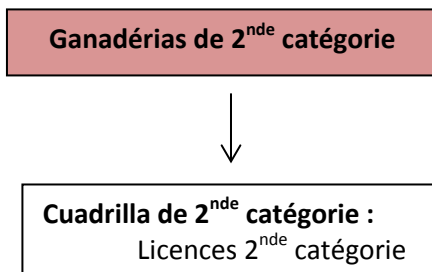 Ganadérias de 2nde catégorie
Cuadrilla de 2nde catégorie :
Licences 2nde catégorie